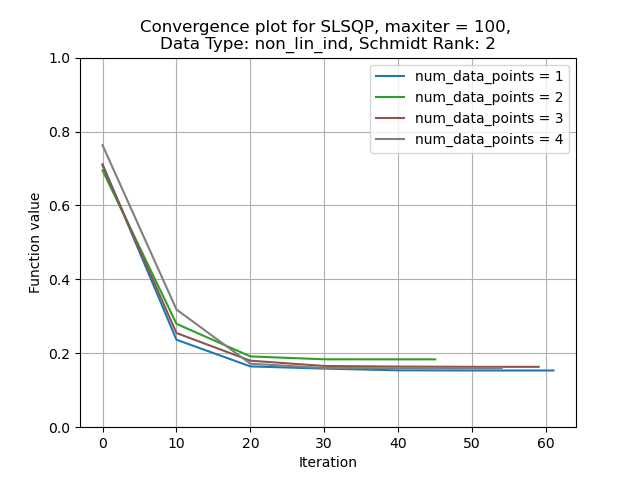 Convergence plot for SLSQP, maxiter = 100,
Data Type: non_lin_ind, Schmidt Rank: 2
num_data_points = 1
num_data_points = 2
num_data_points = 3
num_data_points = 4
Function value
1.0
0.8
0.6
0.4
0.2
0.0
0 10 20 30 40 50 60
Iteration